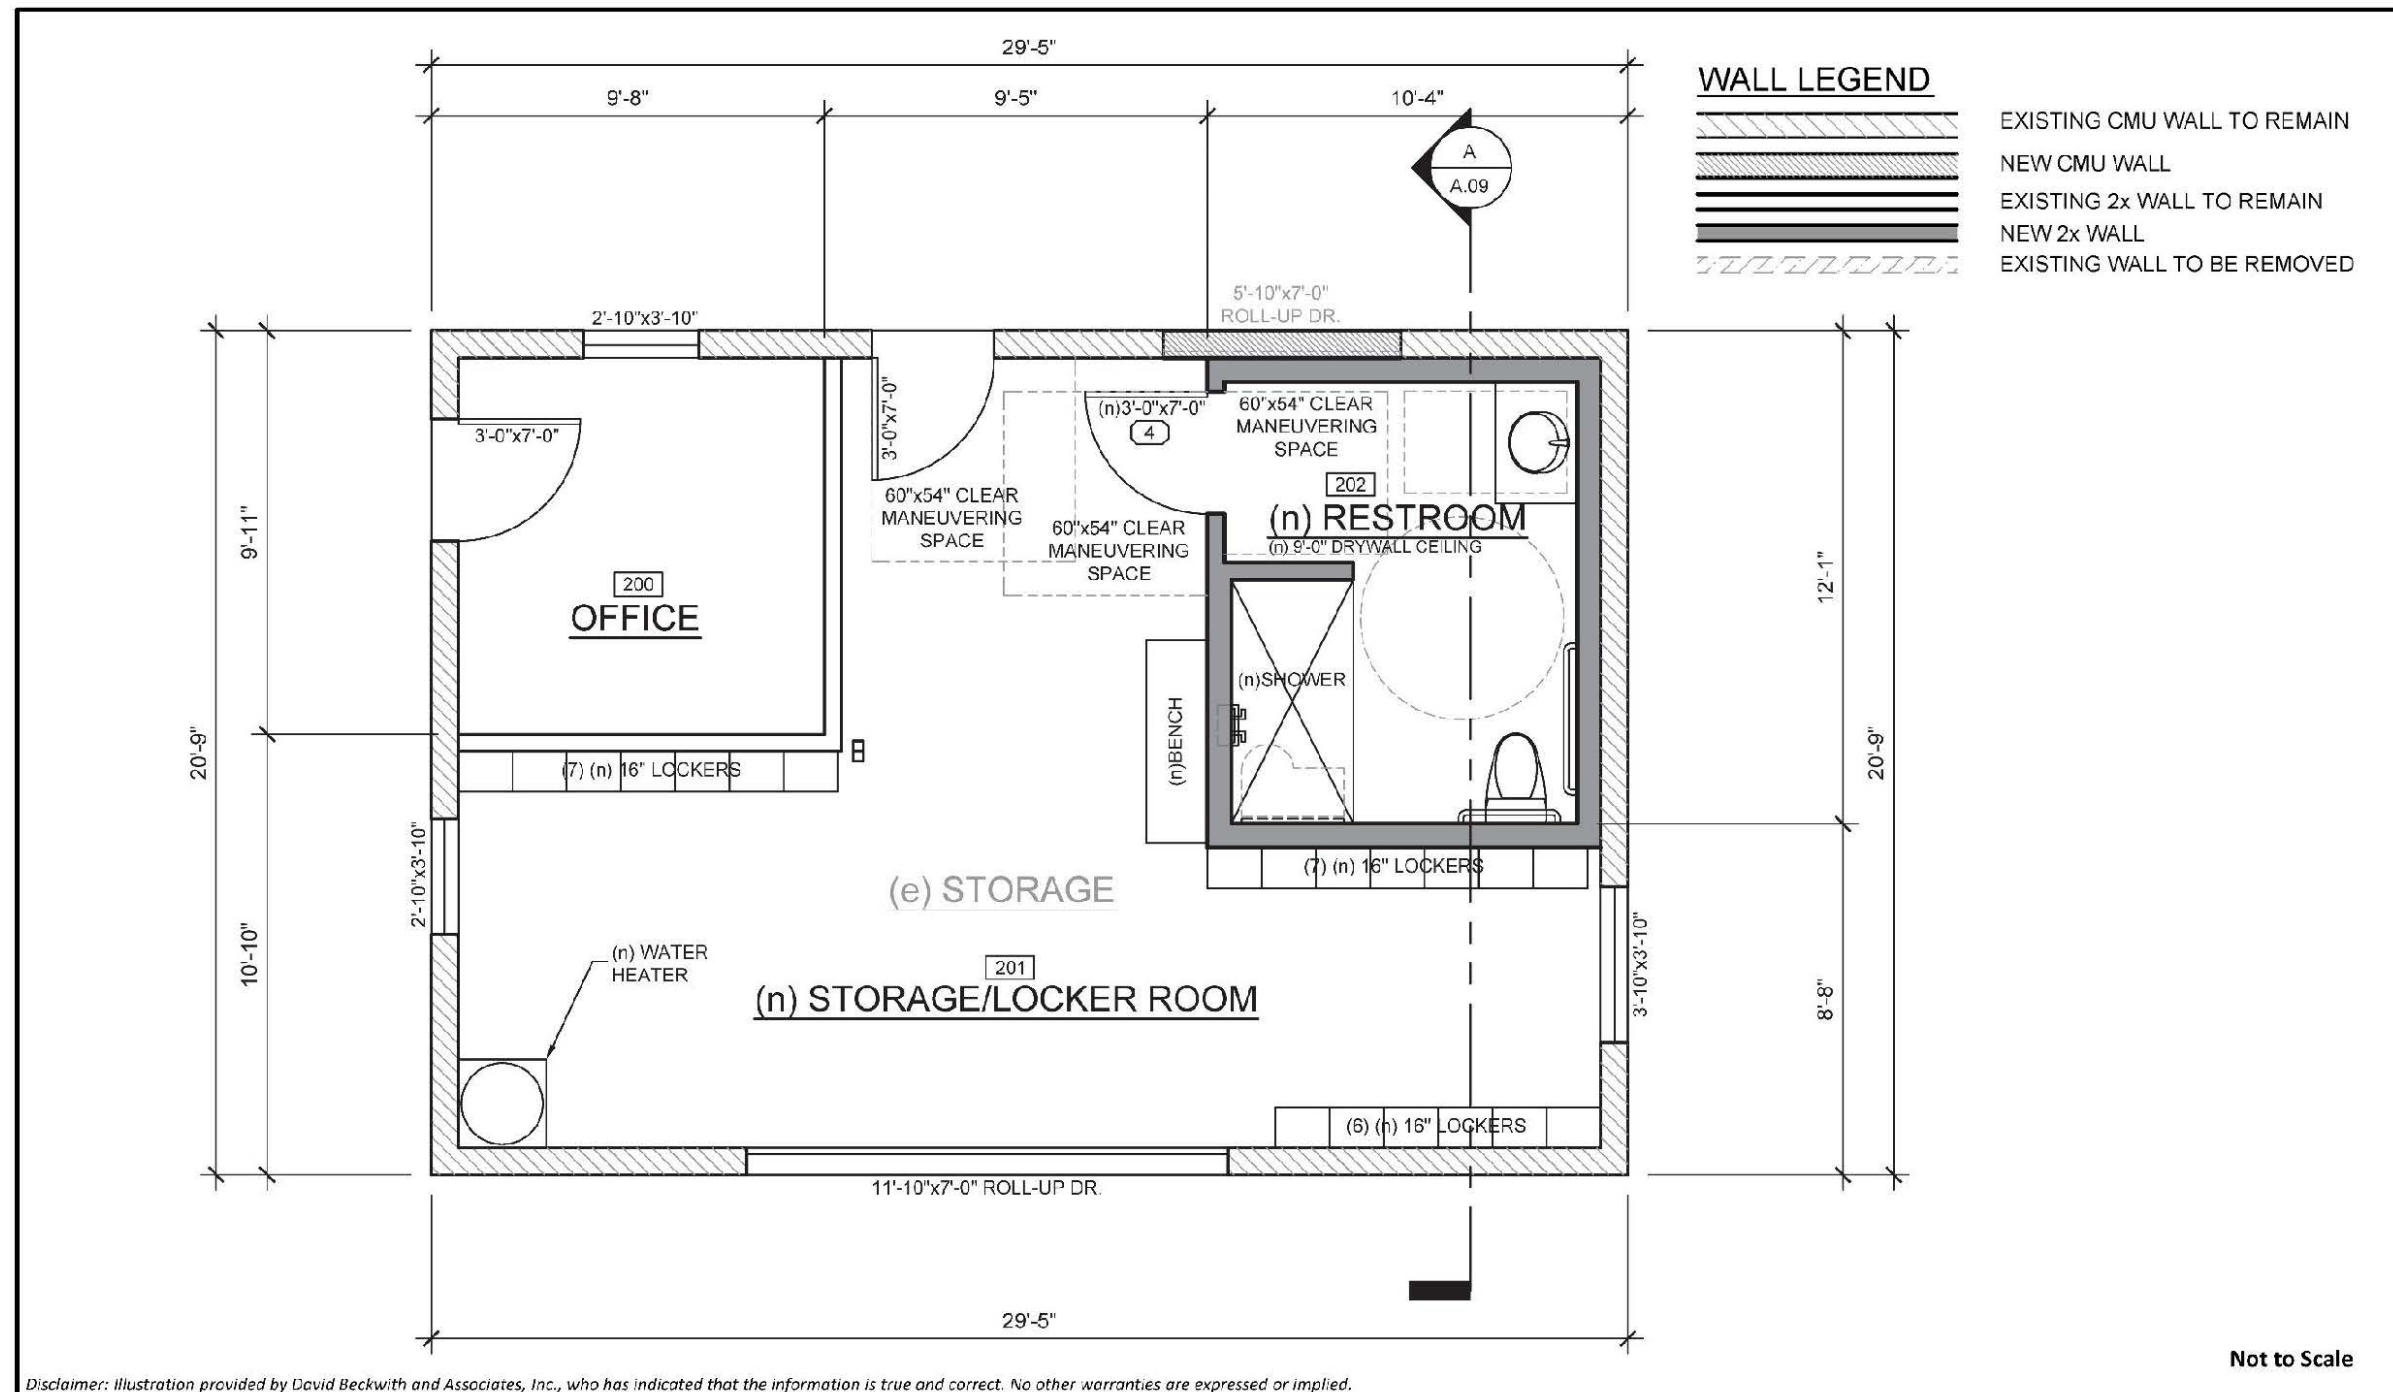 29'-5"
9'-8"
9'-5"
10'-4"
A
A.09
WALL LEGEND
EXISTING CMU WALL TO REMAIN
NEW CMU WALL
EXISTING 2x WALL TO REMAIN
NEW 2x WALL
EXISTING WALL TO BE REMOVED
5'-10"x7'-0"
ROLL-UP DR.
2'-10"x3'-10"
3'-0"x7'-0"
3'-0"x7'-0"
(n)3'-0"x7'-0"
4
60"x54" CLEAR
MANEUVERING
SPACE
60"x54" CLEAR
MANEUVERING
SPACE
60"x54" CLEAR
MANEUVERING
SPACE
202
(n) RESTROOM
(n) 9'-0" DRYWALL CEILING
200
OFFICE
9'-11"
20'-9"
10'-10"
12'-1"
20'-9"
8'-8"
(n)SHOWER
(n)BENCH
(7) (n) 16" LOCKERS
(7) (n) 16" LOCKERS
2'-10"x3'-10"
(e) STORAGE
3'-10"x3'-10"
(n) WATER
HEATER
201
(n) STORAGE/LOCKER ROOM
(6) (n) 16" LOCKERS
11'-10"x7'-0" ROLL-UP DR.
29'-5"
Not to Scale
Disclaimer: Illustration provided by David Beckwith and Associates, Inc., who has indicated that the information is true and correct. No other warranties are expressed or implied.